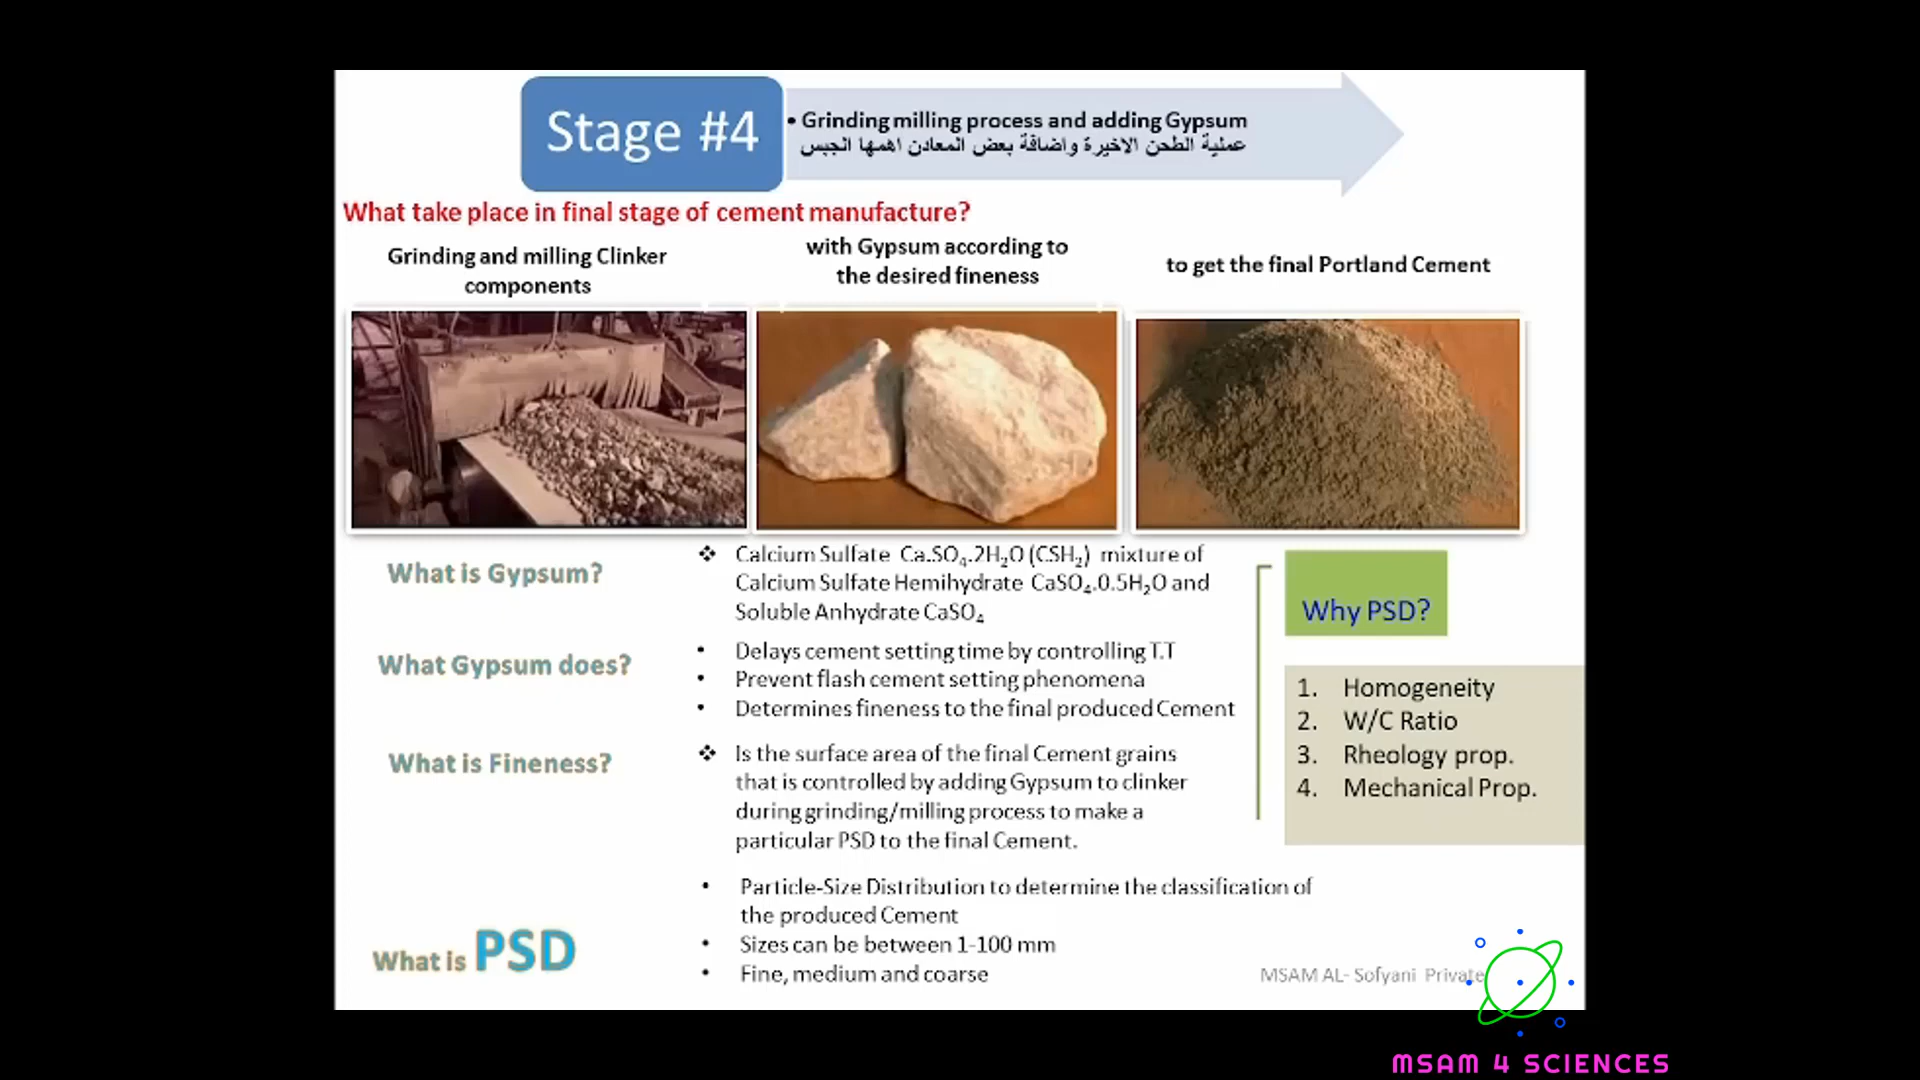 Stage #4
• Grinding milling process and adding Gypsum
عملية الطحن الاخيرة واضافة بعض المعادن اهمها الجبس
What take place in final stage of cement manufacture?
Grinding and milling Clinker
components
with Gypsum according to
the desired fineness
to get the final Portland Cement
What is Gypsum?
❖ Calcium Sulfate Ca.SO₄.2H₂O (CSH₂) mixture of
Calcium Sulfate Hemihydrate CaSO₄.0.5H₂O and
Soluble Anhydrate CaSO₄
What Gypsum does?
• Delays cement setting time by controlling T.T
• Prevent flash cement setting phenomena
• Determines fineness to the final produced Cement
What is Fineness?
❖ Is the surface area of the final Cement grains
that is controlled by adding Gypsum to clinker
during grinding/milling process to make a
particular PSD to the final Cement.
Why PSD?
1. Homogeneity
2. W/C Ratio
3. Rheology prop.
4. Mechanical Prop.
What is PSD
• Particle-Size Distribution to determine the classification of
the produced Cement
• Sizes can be between 1-100 mm
• Fine, medium and coarse
MSAM AL- Sofyani Private
MSAM 4 SCIENCES